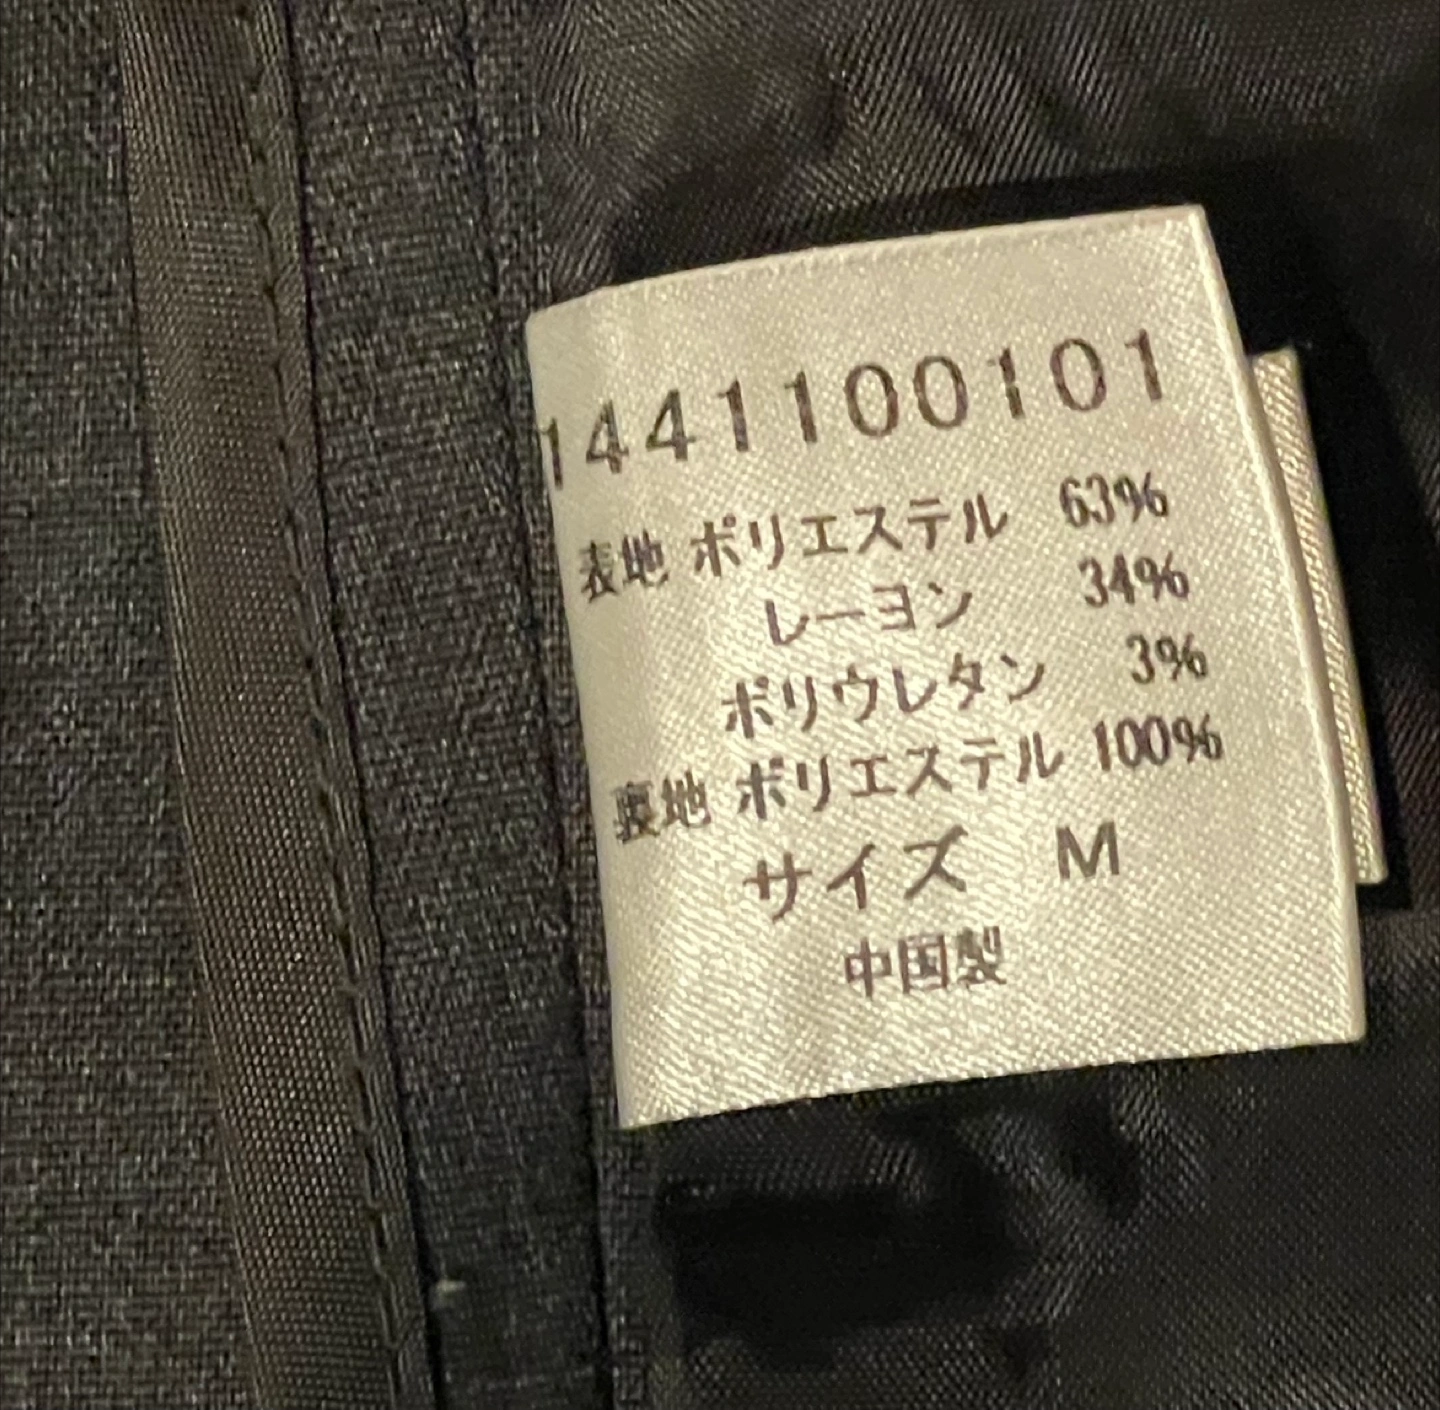 1441100101
表地 ポリエステル 63%
レーヨン 34%
ポリウレタン 3%
裏地 ポリエステル 100%
サイズ M
中国製